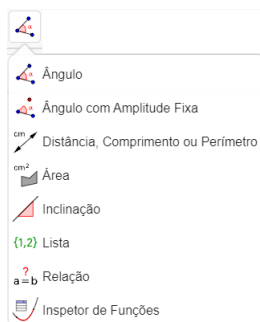 α
α Ângulo
α Ângulo com Amplitude Fixa
cm Distância, Comprimento ou Perímetro
cm² Área
Inclinação
{1,2} Lista
?
a=b Relação
Inspetor de Funções